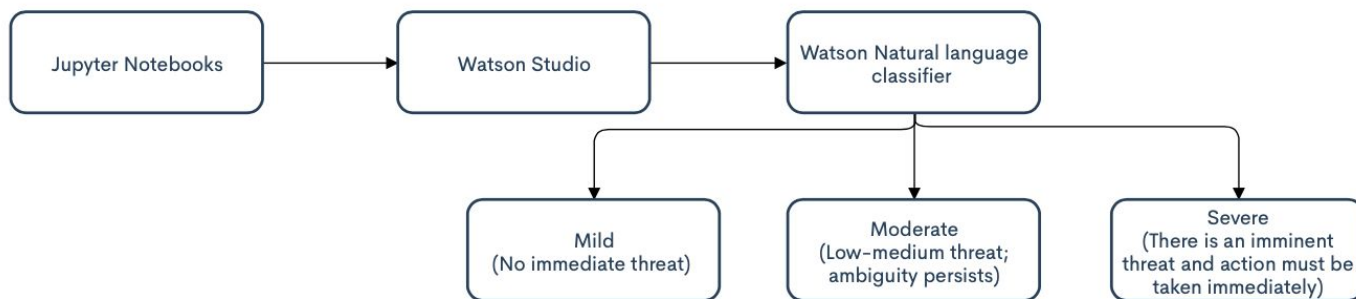 Jupyter Notebooks
Watson Studio
Watson Natural language
classifier
Mild
(No immediate threat)
Moderate
(Low-medium threat;
ambiguity persists)
Severe
(There is an imminent
threat and action must be
taken immediately)